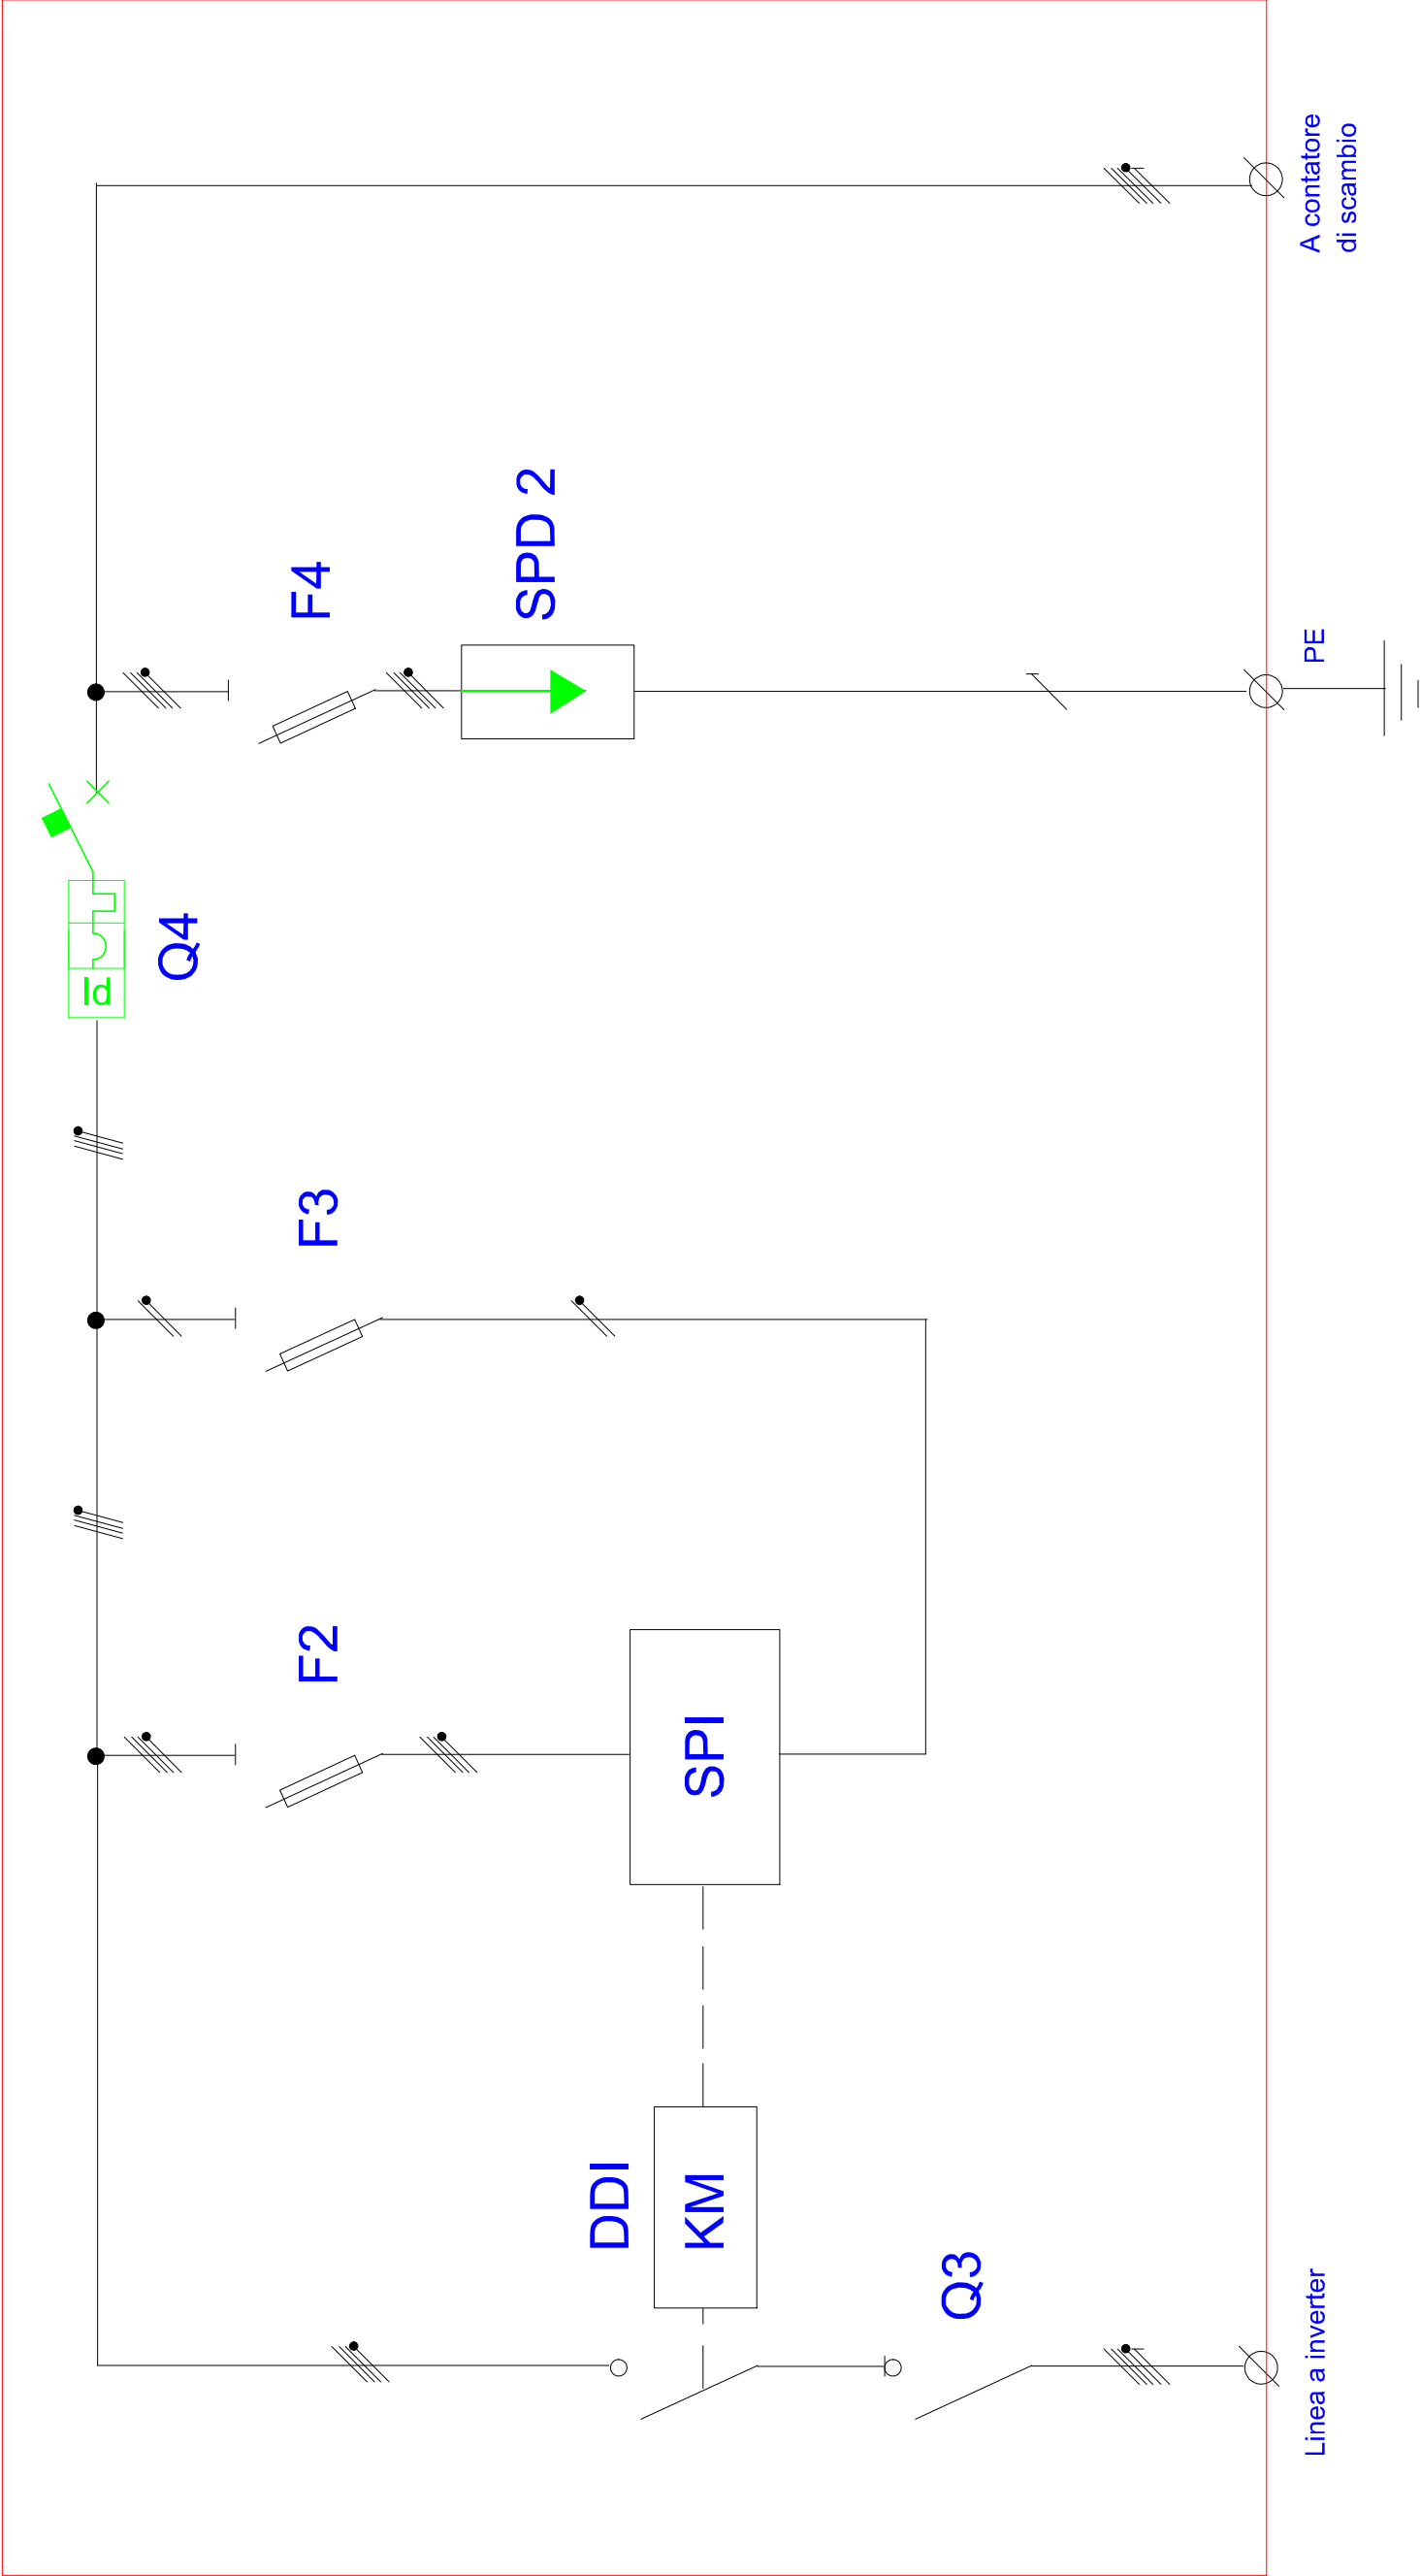 Id
Q4
F2
F3
F4
SPD 2
DDI
KM
SPI
Q3
Linea a inverter
PE
A contatore
di scambio